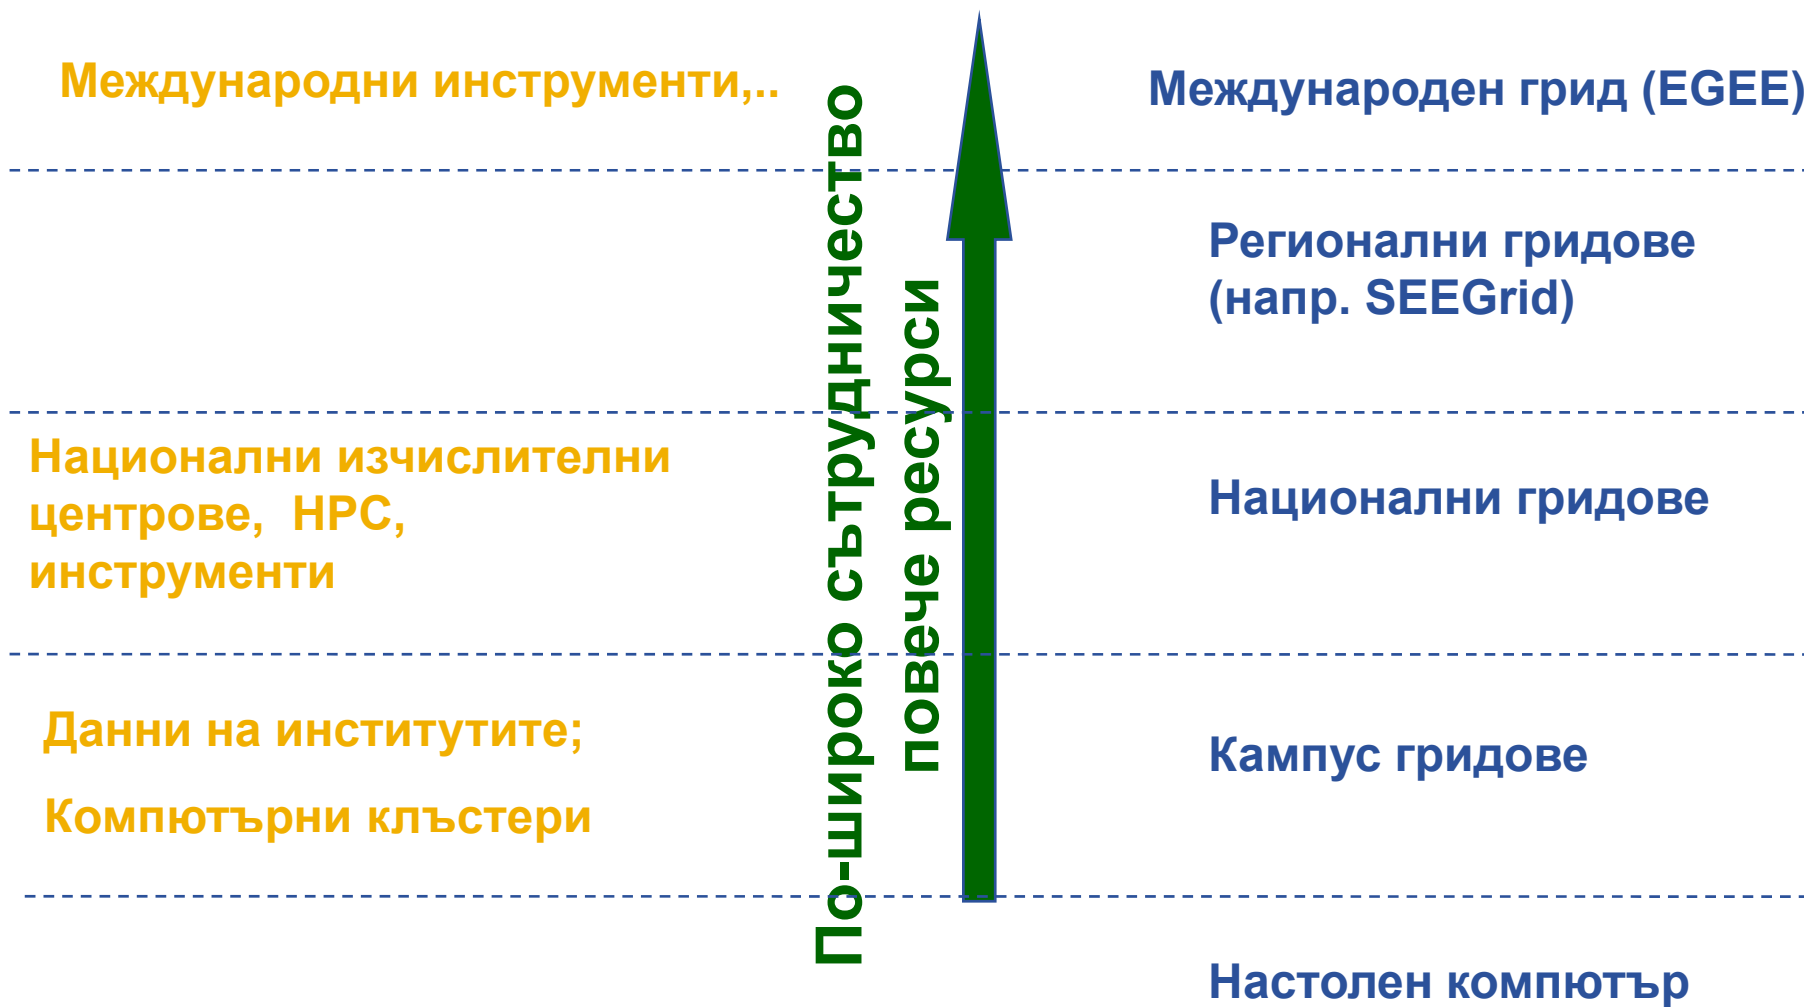 Международни инструменти,..
Международен грид (EGEE)
По-широко сътрудничество
повече ресурси
Регионални гридове
(напр. SEEGrid)
Национални изчислителни
центрове, HPC,
инструменти
Национални гридове
Данни на институтите;
Компютърни клъстери
Кампус гридове
Настолен компютър